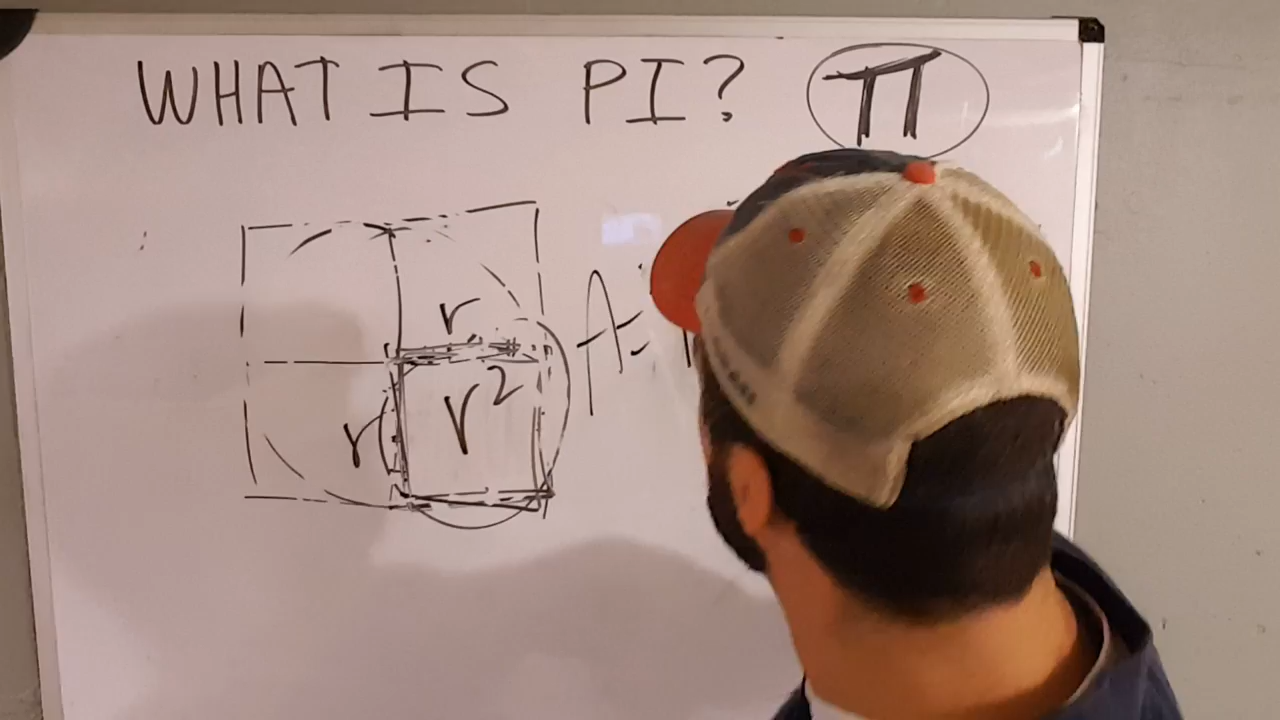 WHAT IS PI? π
r
A=
r r²